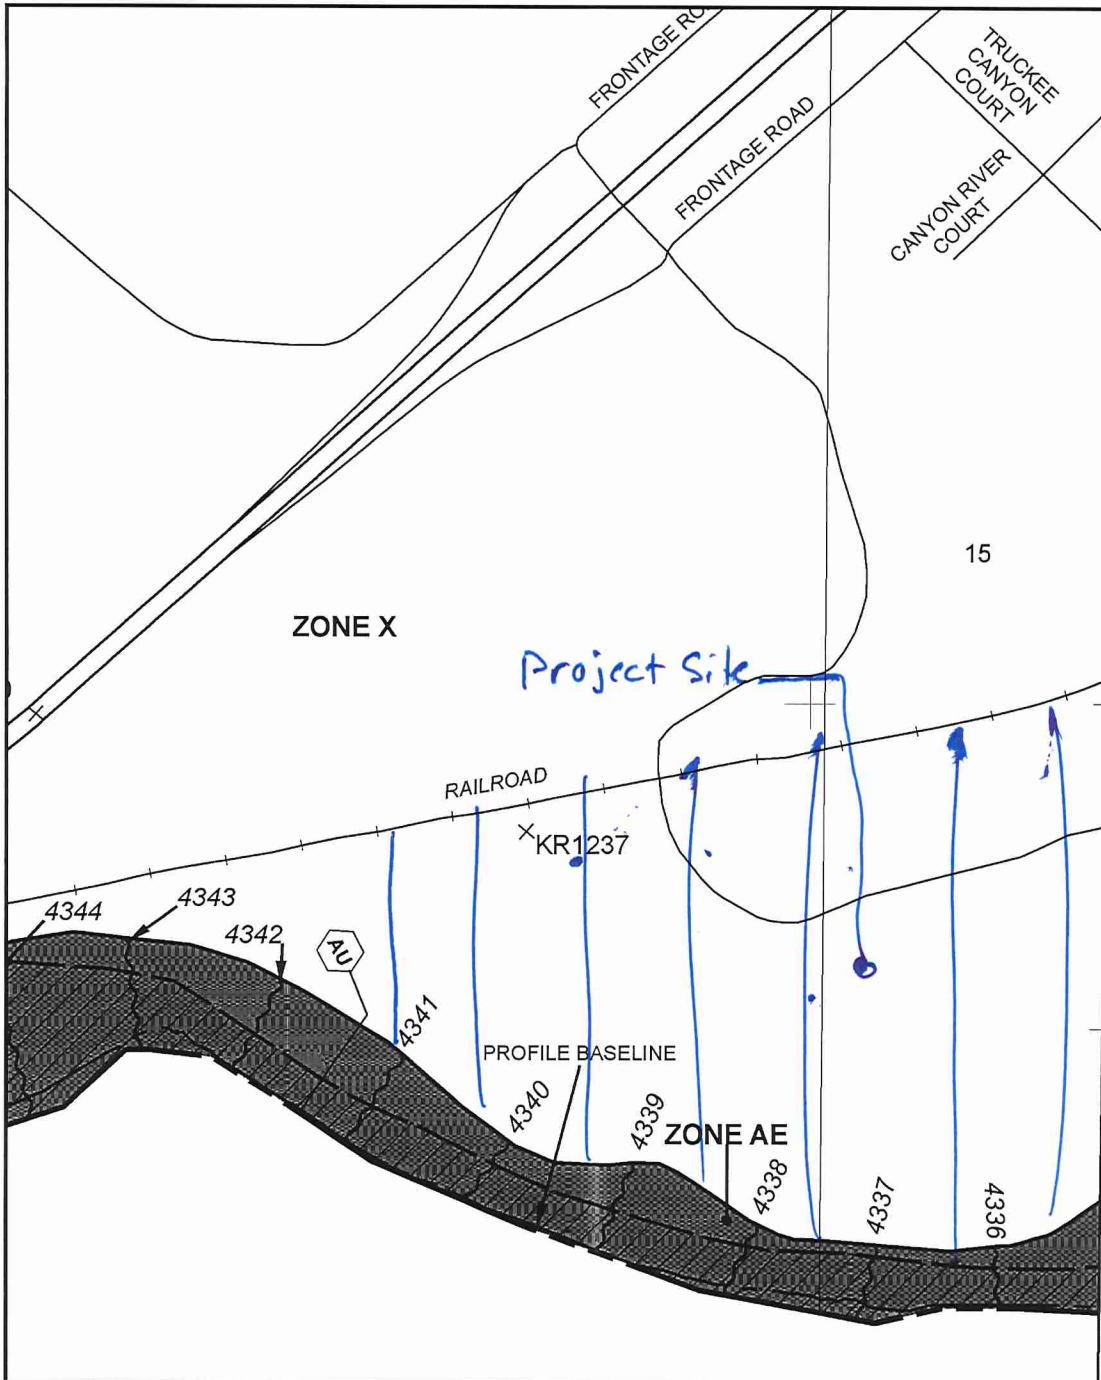 FRONTAGE RO
FRONTAGE ROAD
TRUCKEE
CANYON
COURT
CANYON RIVER
COURT
15
ZONE X
Project Site
RAILROAD
KR1237
4344
4343
4342
AU
4341
PROFILE BASELINE
4340
4339
ZONE AE
4338
4337
4336